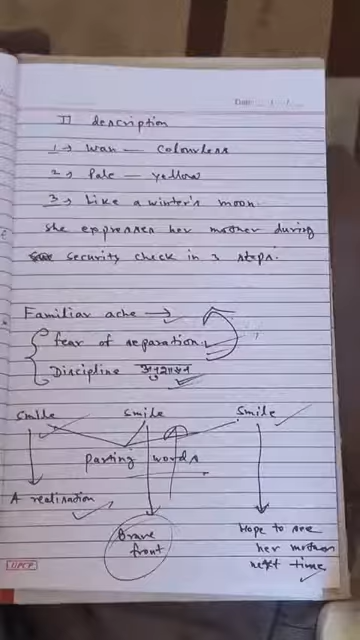 Date
II description
1 → Wan — Colourless
2 → Pale — yellow
3 → Like a winter's moon.
She expresses her mother during
security check in 3 steps.
Familiar ache →
fear of separation
Discipline अनुशासन
Smile Smile Smile
parting words
A realisation
Brave
front
Hope to see
her mother
next time